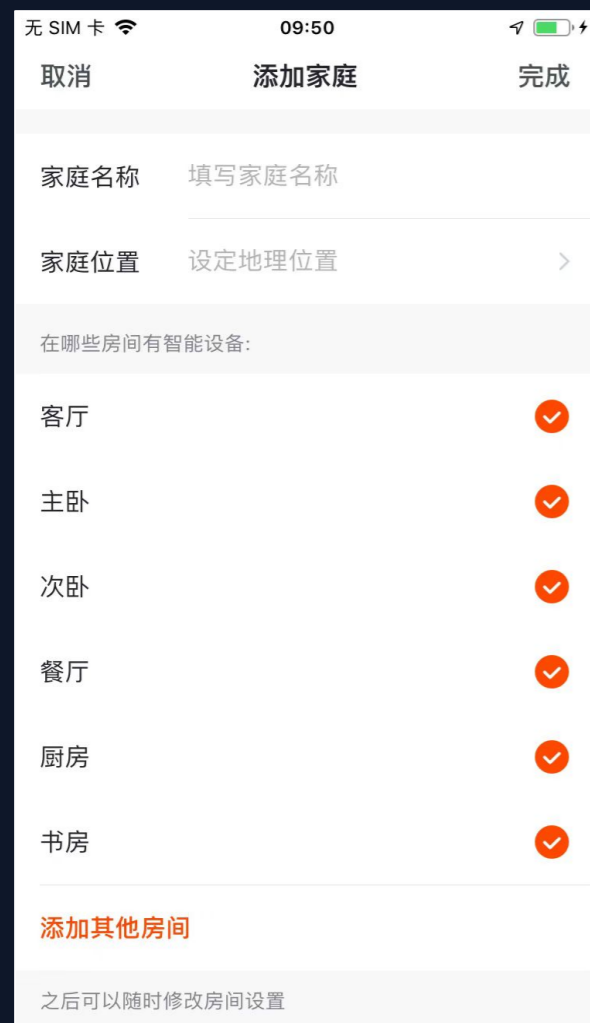 无 SIM 卡 09:50
取消 添加家庭 完成
家庭名称 填写家庭名称
家庭位置 设定地理位置
在哪些房间有智能设备:
客厅
主卧
次卧
餐厅
厨房
书房
添加其他房间
之后可以随时修改房间设置